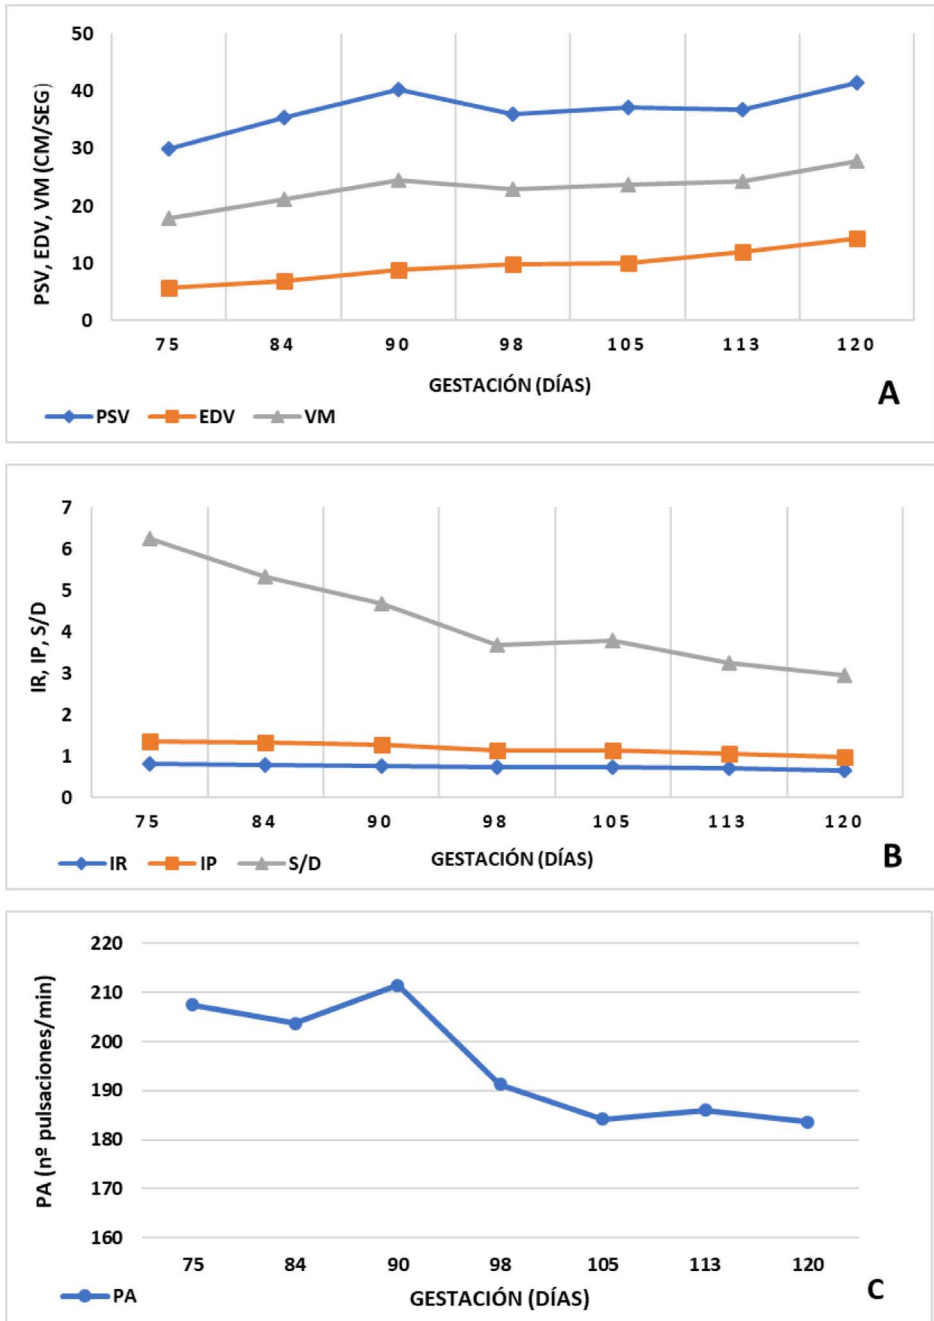 50
40
30
20
10
0
PSV, EDV, VM (CM/SEG)
75 84 90 98 105 113 120
GESTACIÓN (DÍAS)
A
PSV EDV VM
7
6
5
4
3
2
1
0
IR, IP, S/D
75 84 90 98 105 113 120
GESTACIÓN (DÍAS)
B
IR IP S/D
220
210
200
190
180
170
160
PA (nº pulsaciones/min)
75 84 90 98 105 113 120
GESTACIÓN (DÍAS)
C
PA